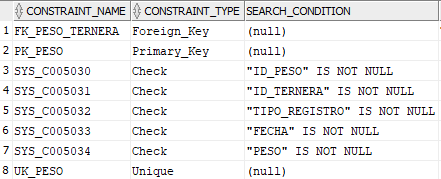 CONSTRAINT_NAME CONSTRAINT_TYPE SEARCH_CONDITION
1 FK_PESO_TERNERA Foreign_Key (null)
2 PK_PESO Primary_Key (null)
3 SYS_C005030 Check "ID_PESO" IS NOT NULL
4 SYS_C005031 Check "ID_TERNERA" IS NOT NULL
5 SYS_C005032 Check "TIPO_REGISTRO" IS NOT NULL
6 SYS_C005033 Check "FECHA" IS NOT NULL
7 SYS_C005034 Check "PESO" IS NOT NULL
8 UK_PESO Unique (null)